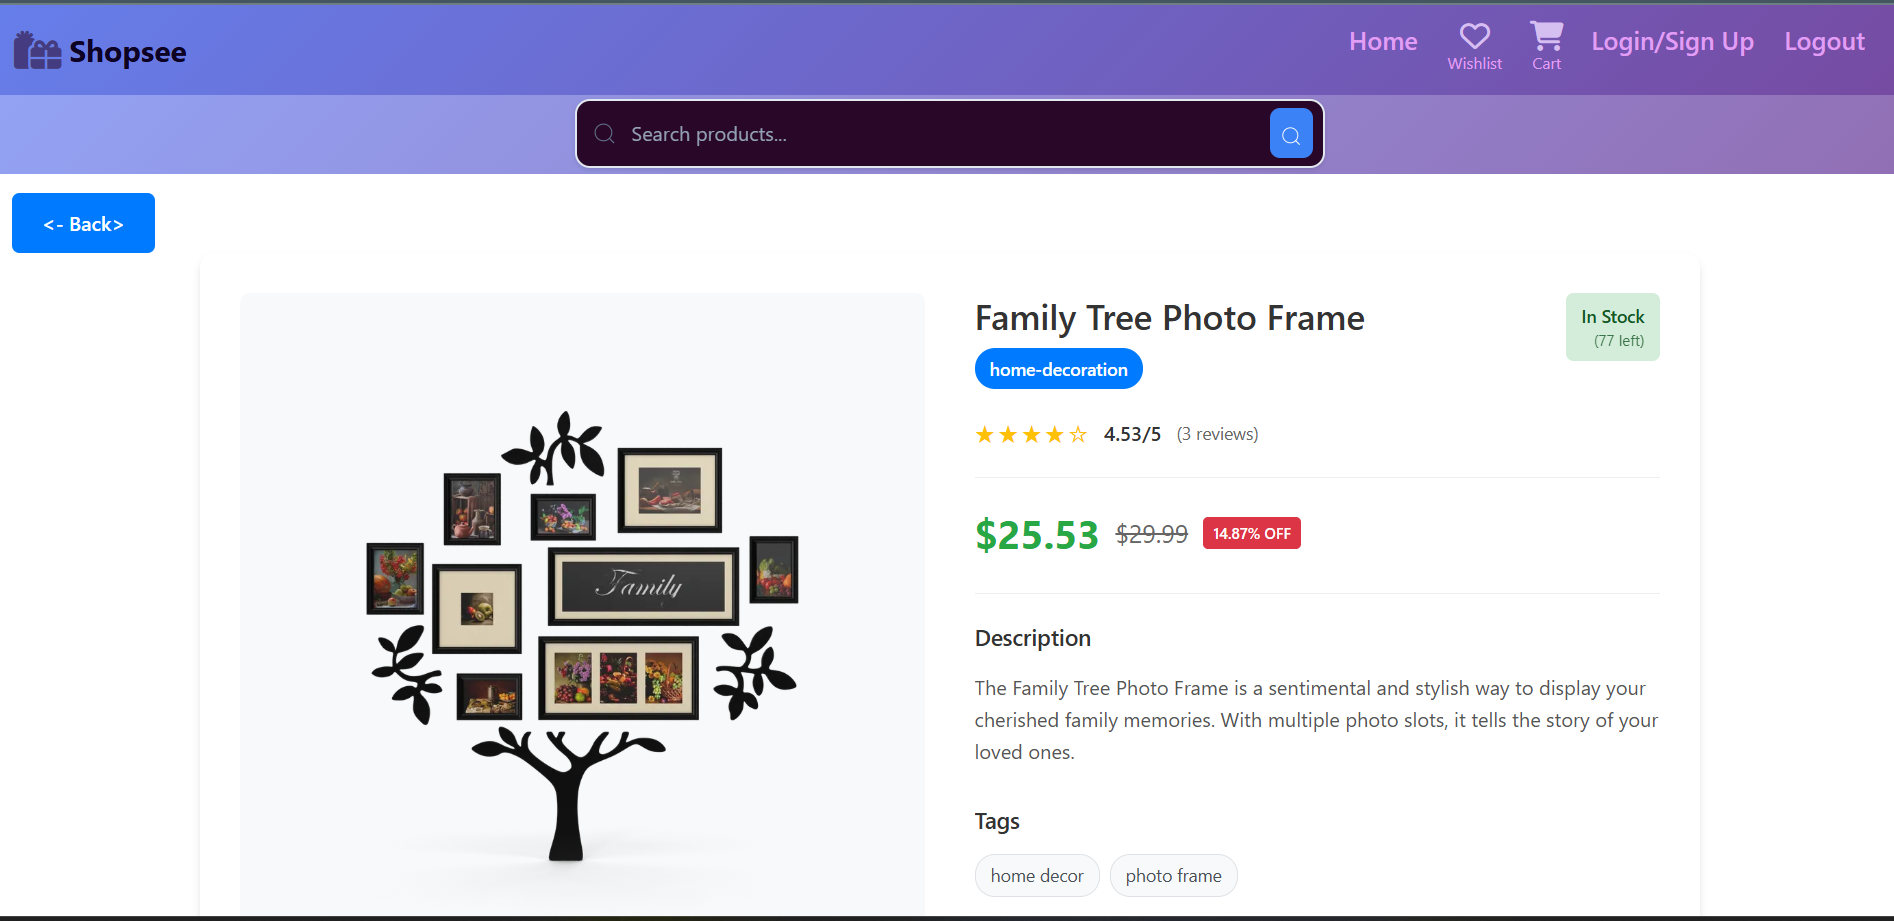 Shopsee
Home
Wishlist
Cart
Login/Sign Up
Logout
Search products...
<- Back>
Family Tree Photo Frame
In Stock
(77 left)
home-decoration
★★★★☆ 4.53/5 (3 reviews)
$25.53 $29.99 14.87% OFF
Family
Description
The Family Tree Photo Frame is a sentimental and stylish way to display your
cherished family memories. With multiple photo slots, it tells the story of your
loved ones.
Tags
home decor
photo frame